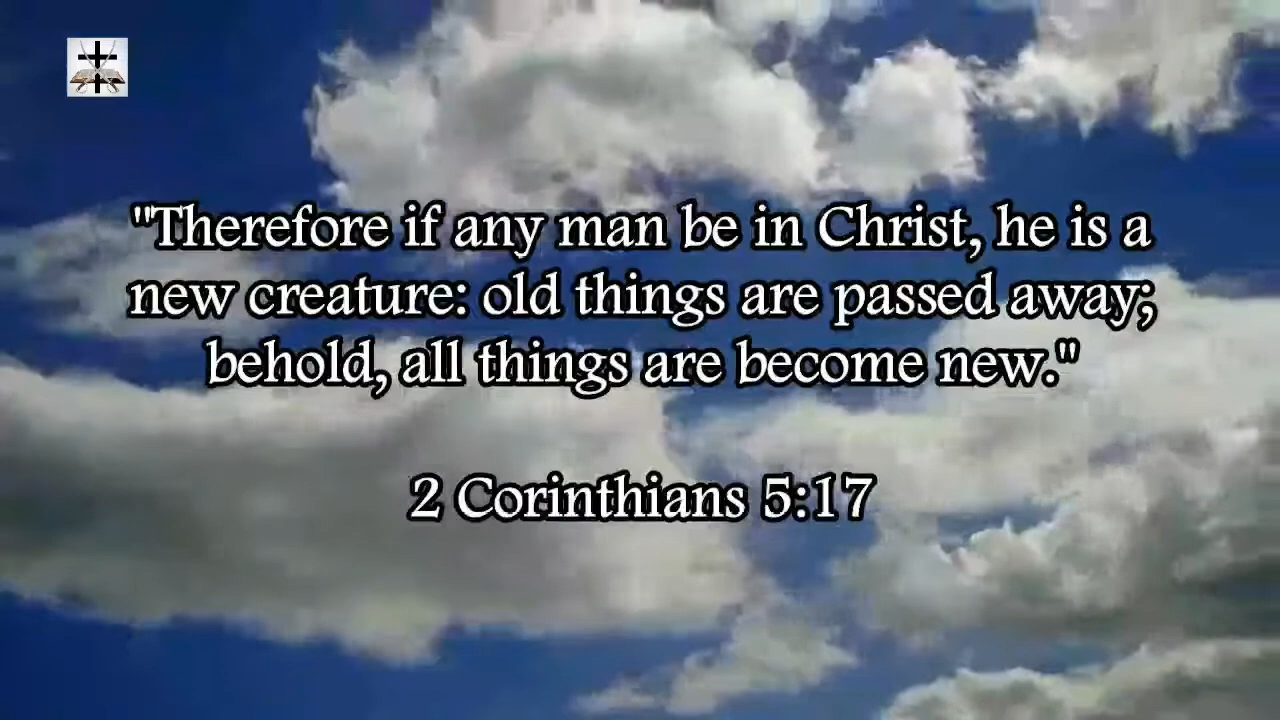 "Therefore if any man be in Christ, he is a
new creature: old things are passed away;
behold, all things are become new."
2 Corinthians 5:17